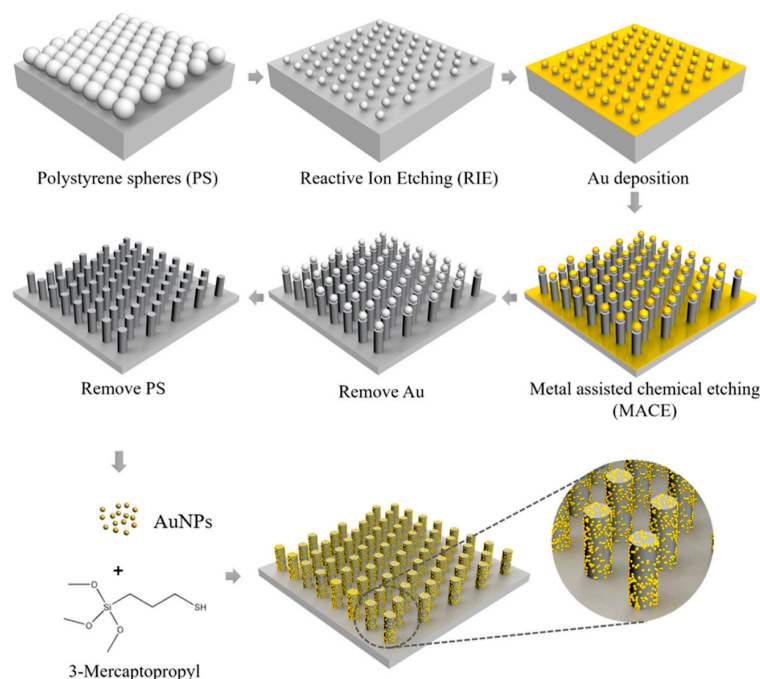 Polystyrene spheres (PS)
Reactive Ion Etching (RIE)
Au deposition
Remove PS
Remove Au
Metal assisted chemical etching
(MACE)
AuNPs
+
O
Si
SH
O
O
3-Mercaptopropyl